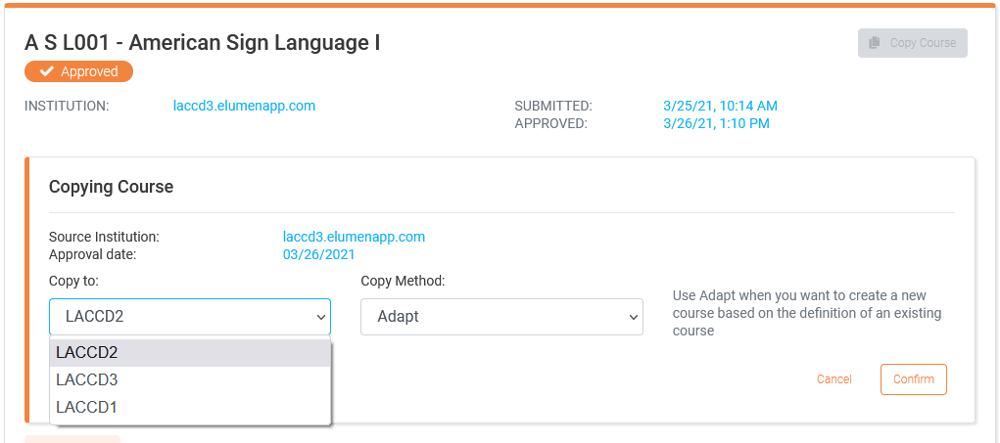 A S L001 - American Sign Language I
Copy Course
Approved
INSTITUTION: laccd3.elumenapp.com
SUBMITTED: 3/25/21, 10:14 AM
APPROVED: 3/26/21, 1:10 PM
Copying Course
Source Institution: laccd3.elumenapp.com
Approval date: 03/26/2021
Copy to:
Copy Method:
LACCD2
Adapt
Use Adapt when you want to create a new
course based on the definition of an existing
course
LACCD2
LACCD3
LACCD1
Cancel
Confirm